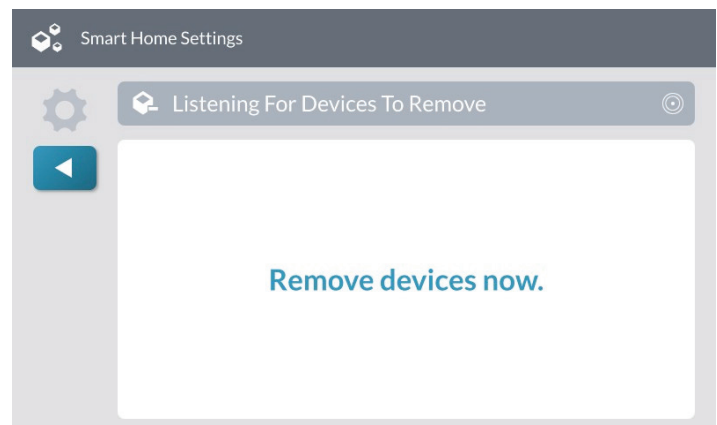 Smart Home Settings
Listening For Devices To Remove
Remove devices now.